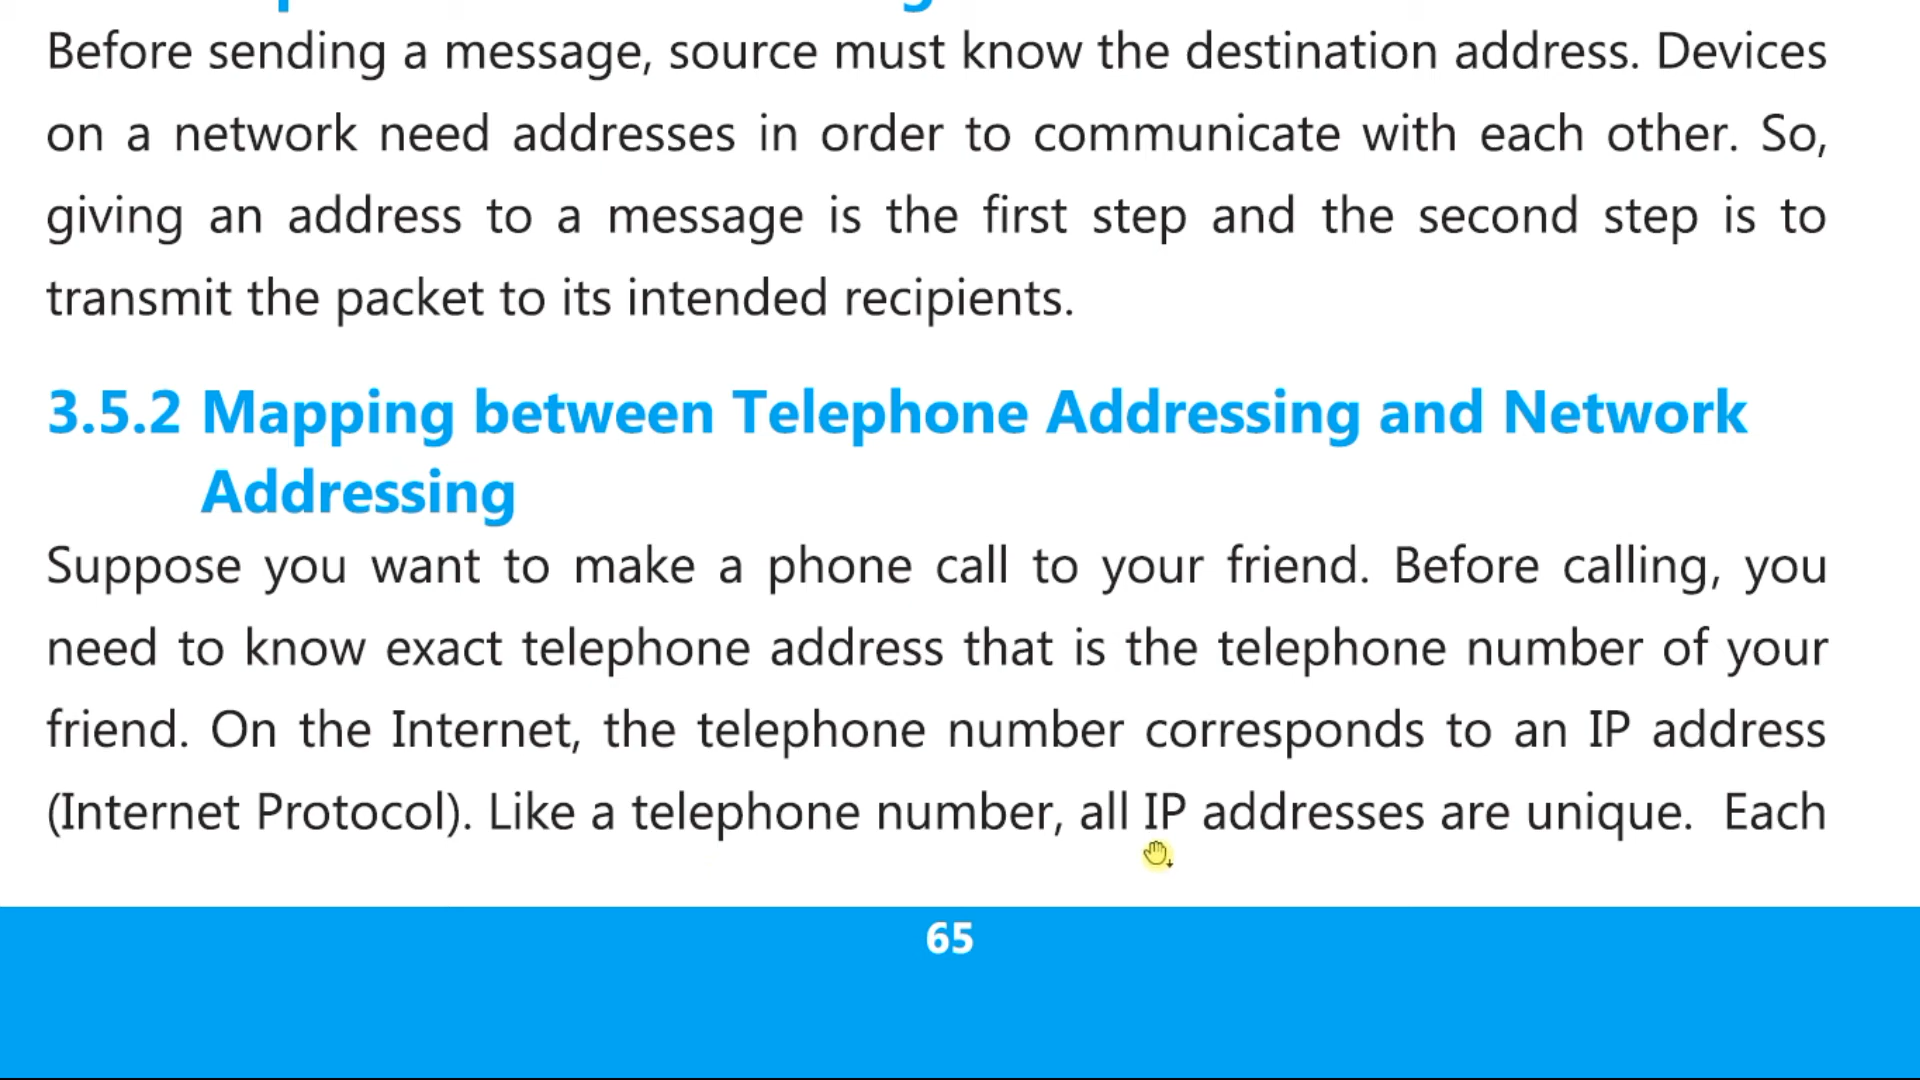 Before sending a message, source must know the destination address. Devices
on a network need addresses in order to communicate with each other. So,
giving an address to a message is the first step and the second step is to
transmit the packet to its intended recipients.
3.5.2 Mapping between Telephone Addressing and Network
Addressing
Suppose you want to make a phone call to your friend. Before calling, you
need to know exact telephone address that is the telephone number of your
friend. On the Internet, the telephone number corresponds to an IP address
(Internet Protocol). Like a telephone number, all IP addresses are unique. Each
65